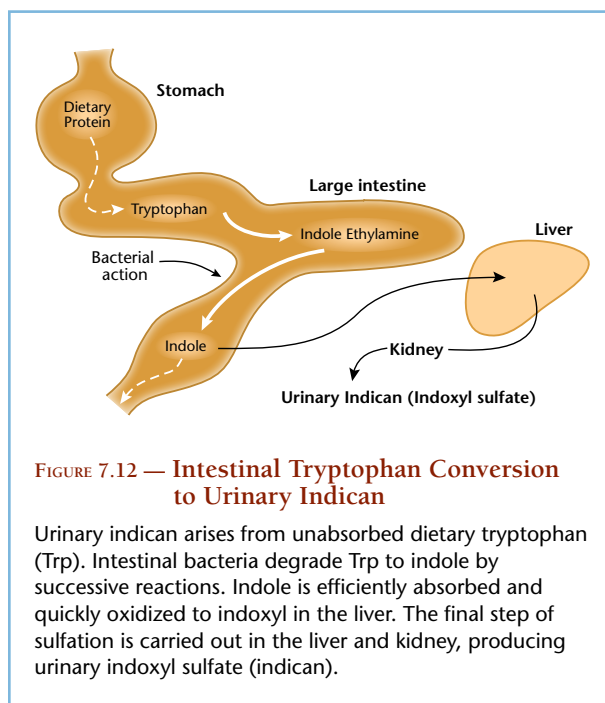 Stomach
Dietary
Protein
Tryptophan
Large intestine
Indole Ethylamine
Liver
Bacterial
action
Indole
Kidney
Urinary Indican (Indoxyl sulfate)
FIGURE 7.12 — Intestinal Tryptophan Conversion
to Urinary Indican
Urinary indican arises from unabsorbed dietary tryptophan
(Trp). Intestinal bacteria degrade Trp to indole by
successive reactions. Indole is efficiently absorbed and
quickly oxidized to indoxyl in the liver. The final step of
sulfation is carried out in the liver and kidney, producing
urinary indoxyl sulfate (indican).